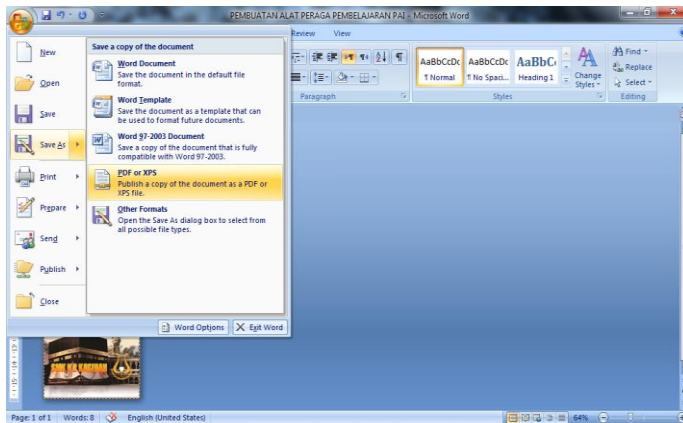 PEMBUATAN ALAT PERAGA PEMBELAJARAN PAI - Microsoft Word
Review View
New
Open
Save
Save As
Print
Prepare
Send
Publish
Close
Save a copy of the document
Word Document
Save the document in the default file
format.
Word Template
Save the document as a template that can
be used to format future documents.
Word 97-2003 Document
Save a copy of the document that is fully
compatible with Word 97-2003.
PDF or XPS
Publish a copy of the document as a PDF or
XPS file.
Other Formats
Open the Save As dialog box to select from
all possible file types.
Word Options Exit Word
AaBbCcDc AaBbCcDc AaBbC
¶ Normal ¶ No Spaci... Heading 1
Change
Styles
Find
Replace
Select
Paragraph Styles Editing
Page: 1 of 1 Words: 8 English (United States) 64%